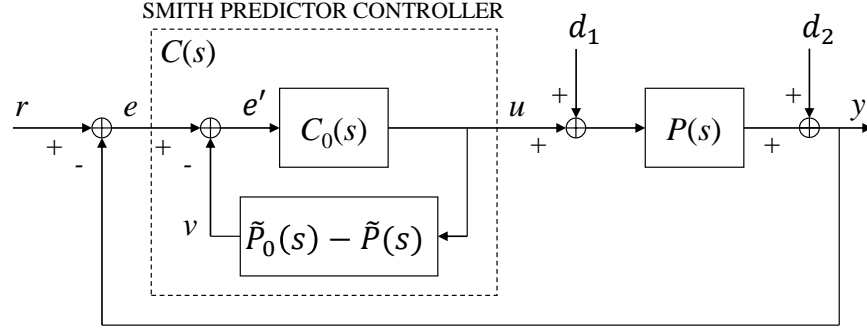 SMITH PREDICTOR CONTROLLER
C(s)
d₁
d₂
r
e
e′
C₀(s)
u
P(s)
y
+
-
+
-
+
+
+
+
v
P̃₀(s) − P̃(s)